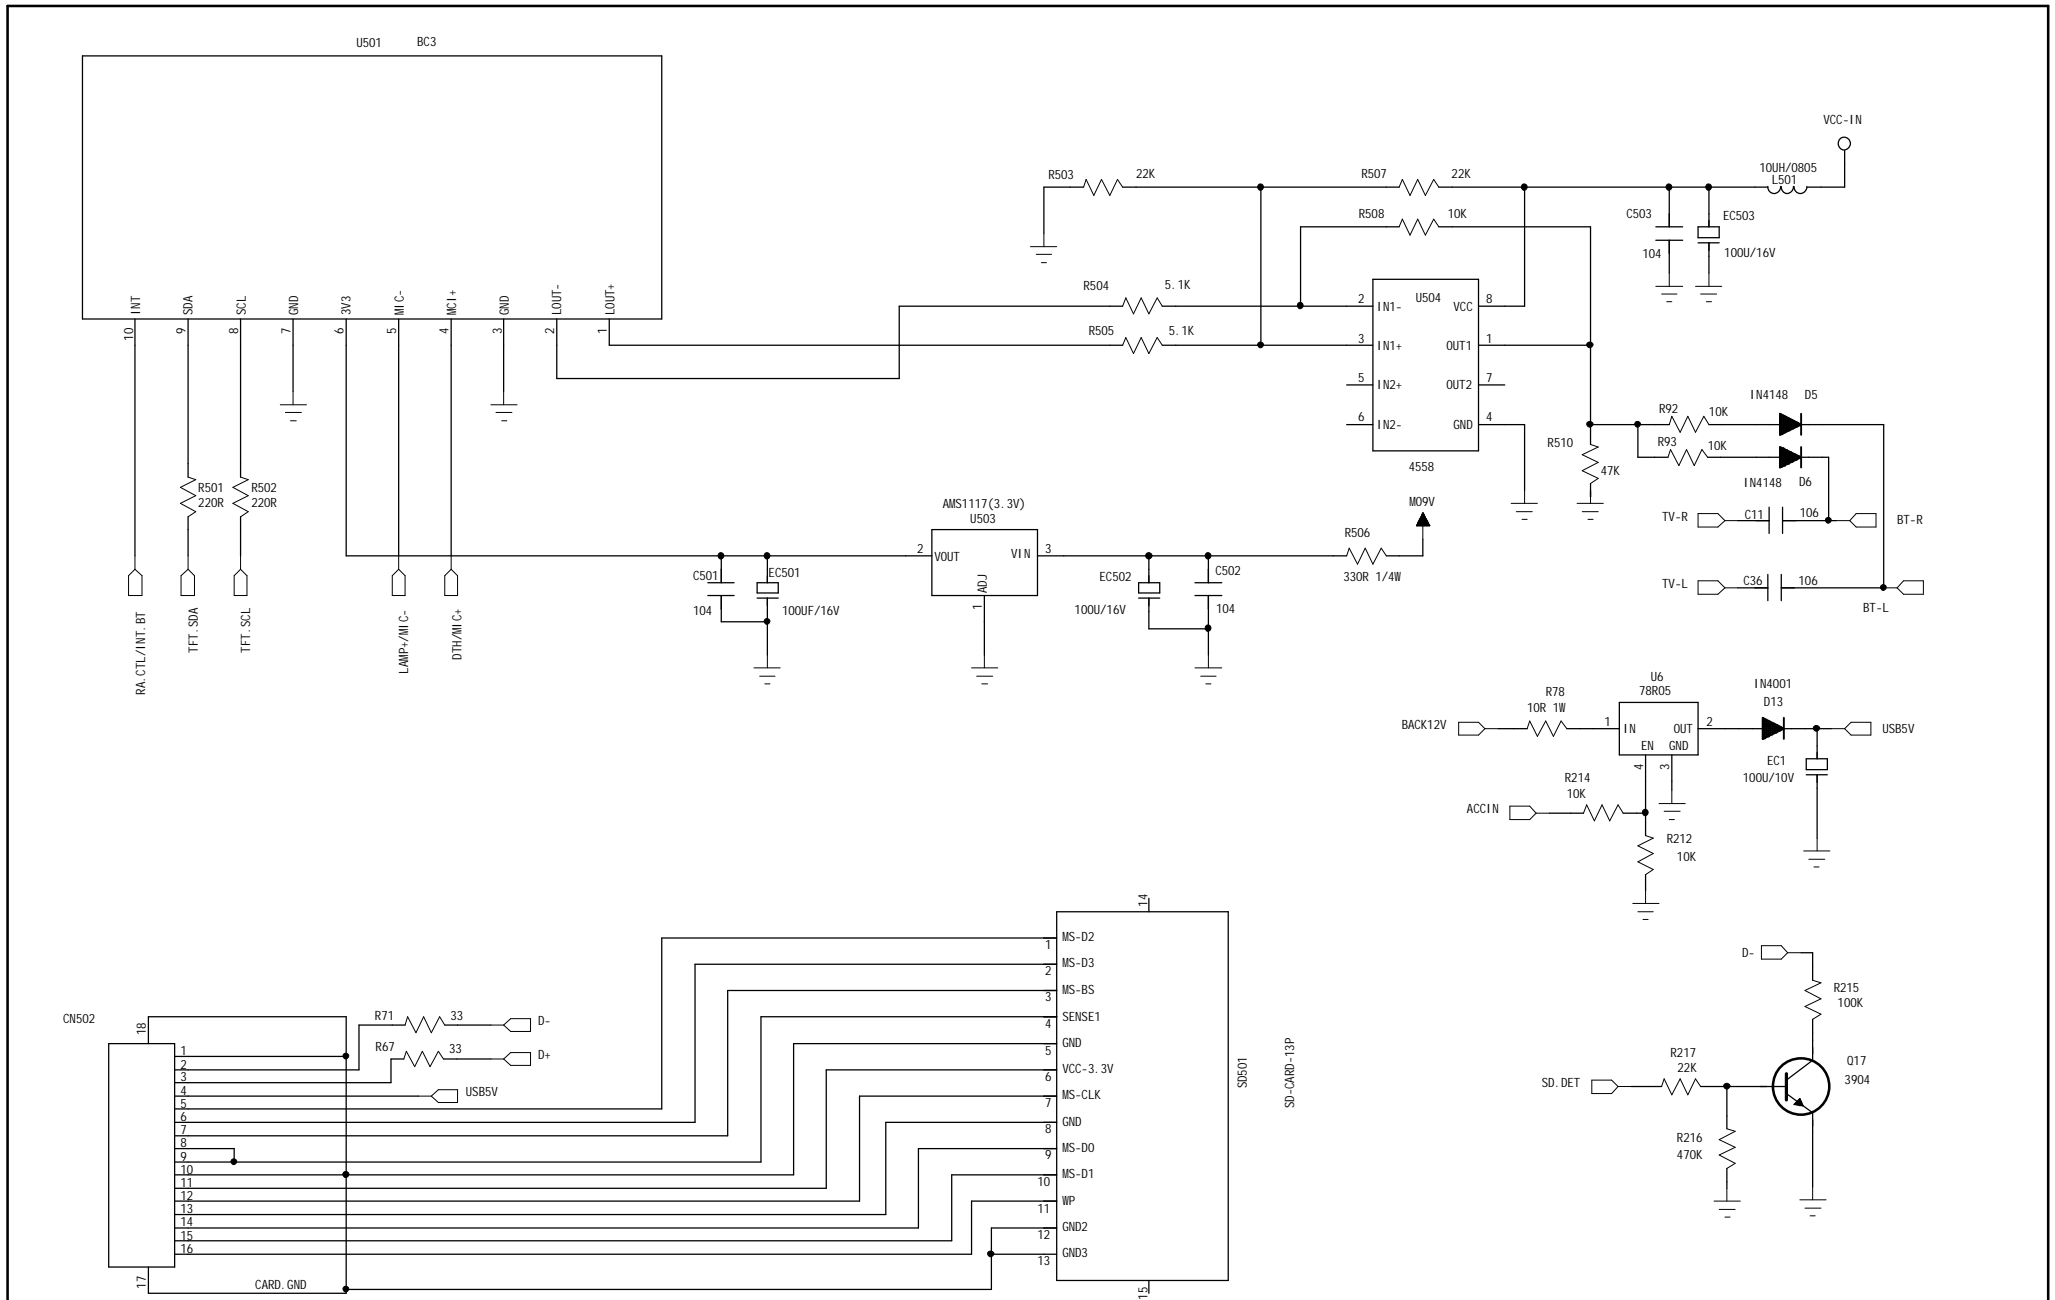 U501 BC3
INT
SDA
SCL
GND
3V3
MIC-
MCI+
GND
LOUT-
LOUT+
10
9
8
7
6
5
4
3
2
1
R501
220R
R502
220R
RA.CTL/INT.BT
TFT.SDA
TFT.SCL
LAMP+/MIC-
DTH/MIC+
VCC-IN
10UH/0805
L501
R503 22K
R507 22K
R508 10K
C503
104
EC503
100U/16V
R504 5.1K
R505 5.1K
U504
2 IN1- VCC 8
3 IN1+ OUT1 1
5 IN2+ OUT2 7
6 IN2- GND 4
4558
R510
47K
IN4148 D5
R92 10K
R93 10K
IN4148 D6
TV-R C11 106 BT-R
TV-L C36 106
BT-L
AMS1117(3.3V)
U503
2 VOUT VIN 3
ADJ
1
C501
104
EC501
100UF/16V
EC502
100U/16V
C502
104
M09V
R506
330R 1/4W
U6
78R05
R78
10R 1W
IN4001
D13
BACK12V
1 IN OUT 2
EN GND
4 3
USB5V
EC1
100U/10V
R214
10K
ACCIN
R212
10K
D-
R215
100K
R217
22K
SD.DET
Q17
3904
R216
470K
CN502
18
1
2
3
4
5
6
7
8
9
10
11
12
13
14
15
16
17
R71 33 D-
R67 33 D+
USB5V
CARD.GND
14
1 MS-D2
2 MS-D3
3 MS-BS
4 SENSE1
5 GND
6 VCC-3.3V
7 MS-CLK
8 GND
9 MS-D0
10 MS-D1
11 WP
12 GND2
13 GND3
15
SD501
SD-CARD-13P